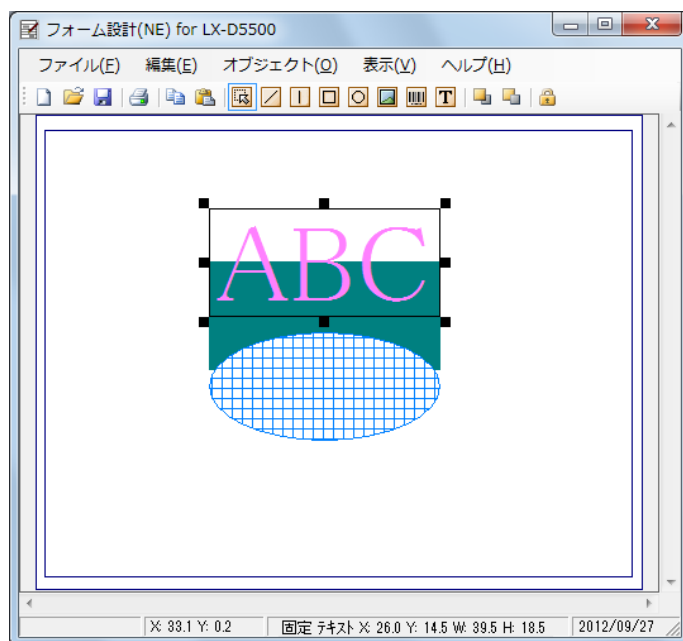 フォーム設計(NE) for LX-D5500
ファイル(F) 編集(E) オブジェクト(O) 表示(V) ヘルプ(H)
T
ABC
X: 33.1 Y: 0.2 固定 テキスト X: 26.0 Y: 14.5 W: 39.5 H: 18.5 2012/09/27